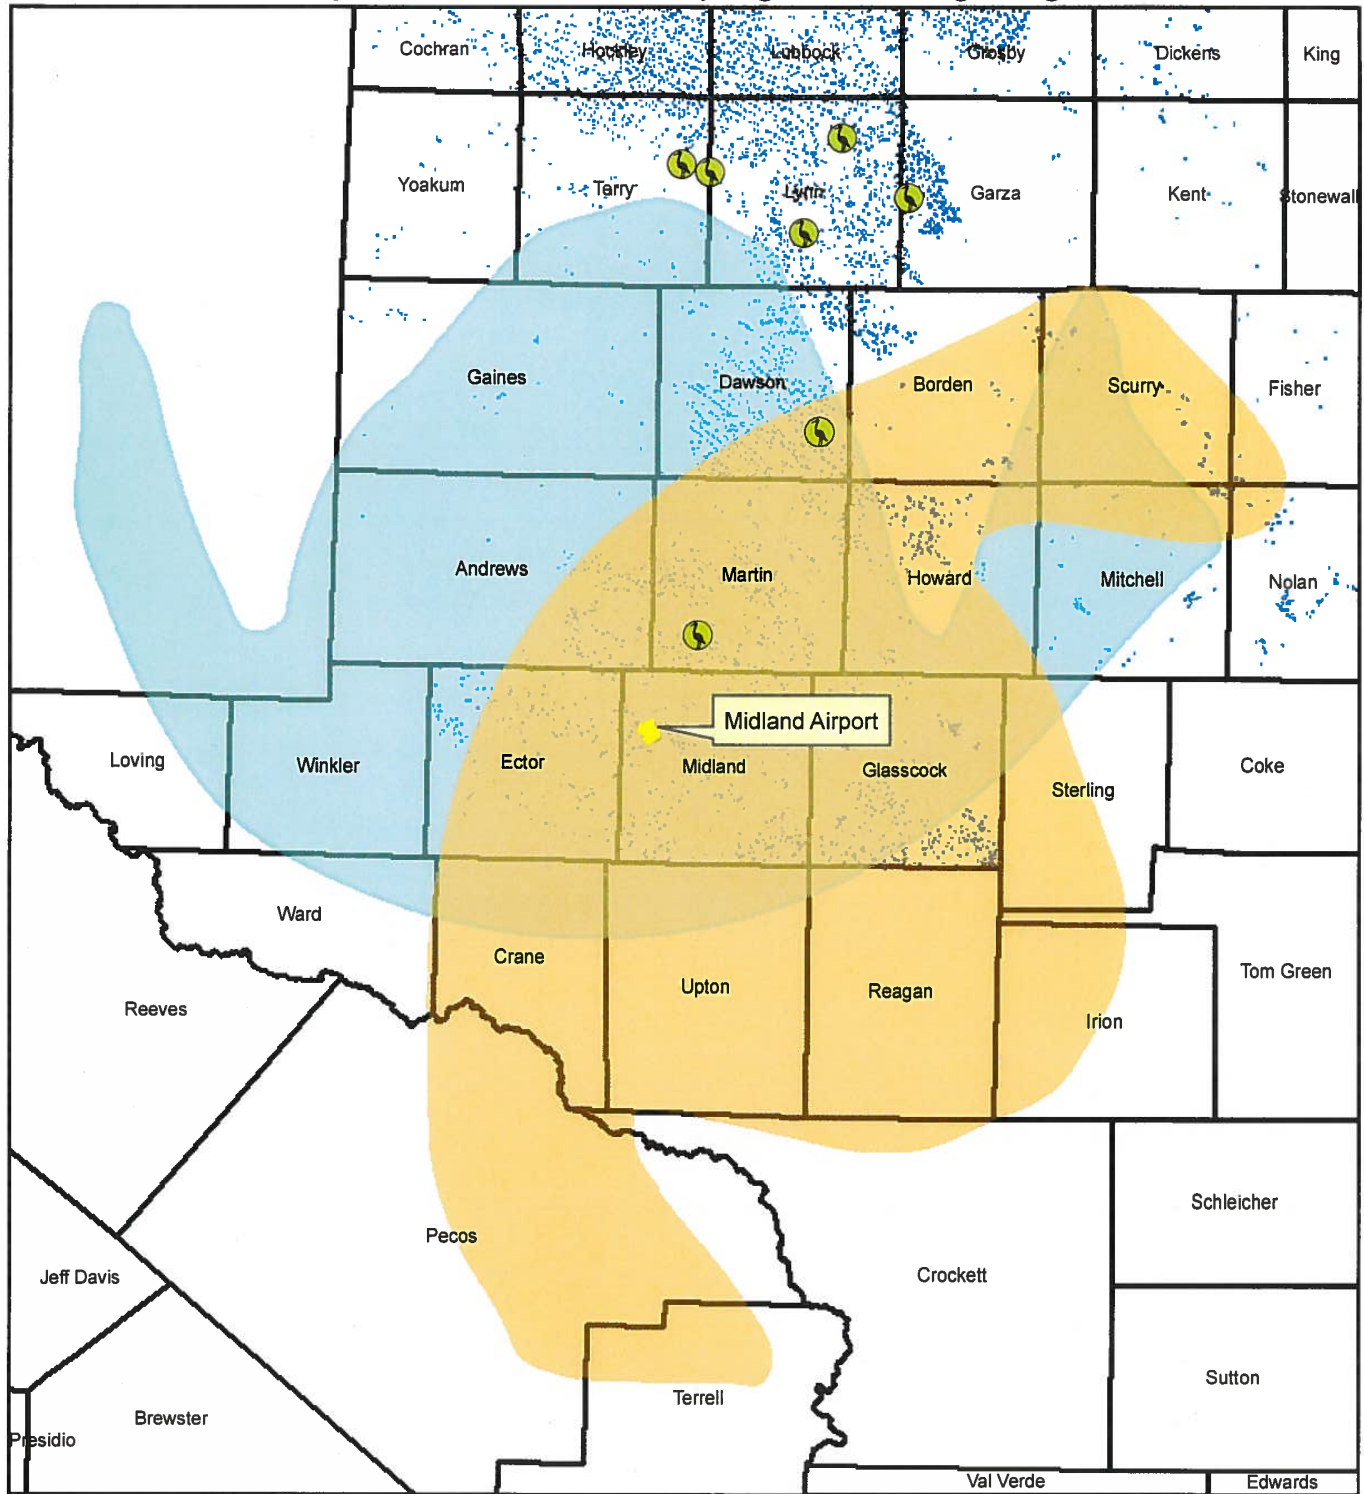 Cochran
Hockley
Lubbock
Crosby
Dickens
King
Yoakum
Terry
Lynn
Garza
Kent
Stonewall
Gaines
Dawson
Borden
Scurry
Fisher
Andrews
Martin
Howard
Mitchell
Nolan
Midland Airport
Loving
Winkler
Ector
Midland
Glasscock
Sterling
Coke
Ward
Crane
Upton
Reagan
Irion
Tom Green
Reeves
Pecos
Crockett
Schleicher
Jeff Davis
Sutton
Terrell
Brewster
Presidio
Val Verde
Edwards